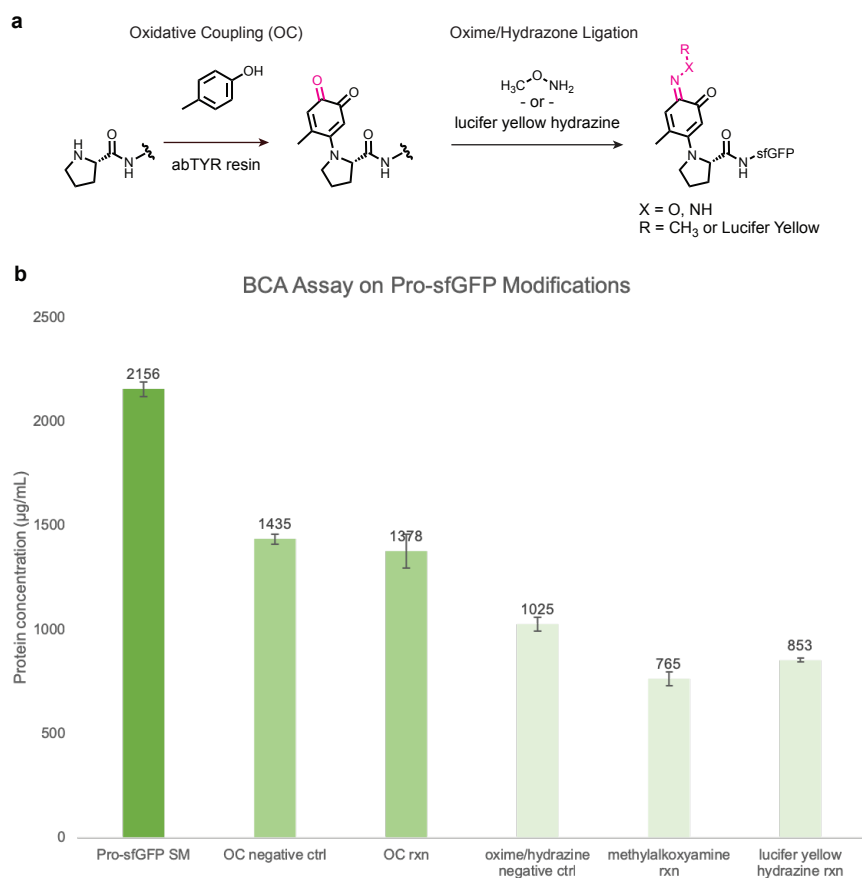 a
Oxidative Coupling (OC)
Oxime/Hydrazone Ligation
OH
abTYR resin
H
N
O
N
H
O
O
N
O
N
H
H₃C O NH₂
- or -
lucifer yellow hydrazine
R
X
N
O
N
O
N
H
sfGFP
X = O, NH
R = CH₃ or Lucifer Yellow
b
BCA Assay on Pro-sfGFP Modifications
Protein concentration (µg/mL)
2500
2000
1500
1000
500
0
2156
1435
1378
1025
765
853
Pro-sfGFP SM
OC negative ctrl
OC rxn
oxime/hydrazine
negative ctrl
methylalkoxyamine
rxn
lucifer yellow
hydrazine rxn